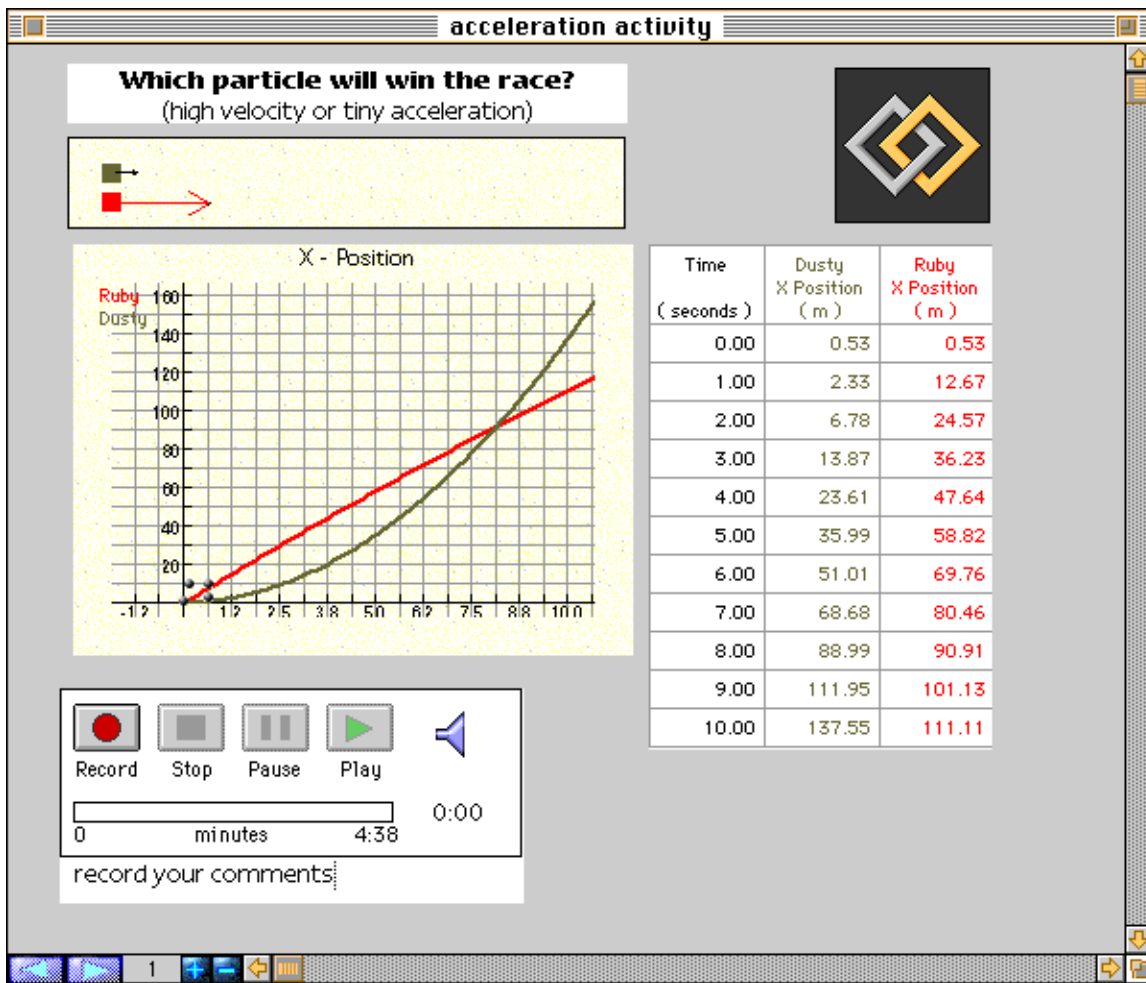 acceleration activity
Which particle will win the race?
(high velocity or tiny acceleration)
X - Position
Ruby
Dusty
160
140
120
100
80
60
40
20
-1.2 1.2 2.5 3.8 5.0 6.2 7.5 8.8 10.0
Time Dusty Ruby
X Position X Position
( seconds ) ( m ) ( m )
0.00 0.53 0.53
1.00 2.33 12.67
2.00 6.78 24.57
3.00 13.87 36.23
4.00 23.61 47.64
5.00 35.99 58.82
6.00 51.01 69.76
7.00 68.68 80.46
8.00 88.99 90.91
9.00 111.95 101.13
10.00 137.55 111.11
Record Stop Pause Play
0:00
0 minutes 4:38
record your comments
1